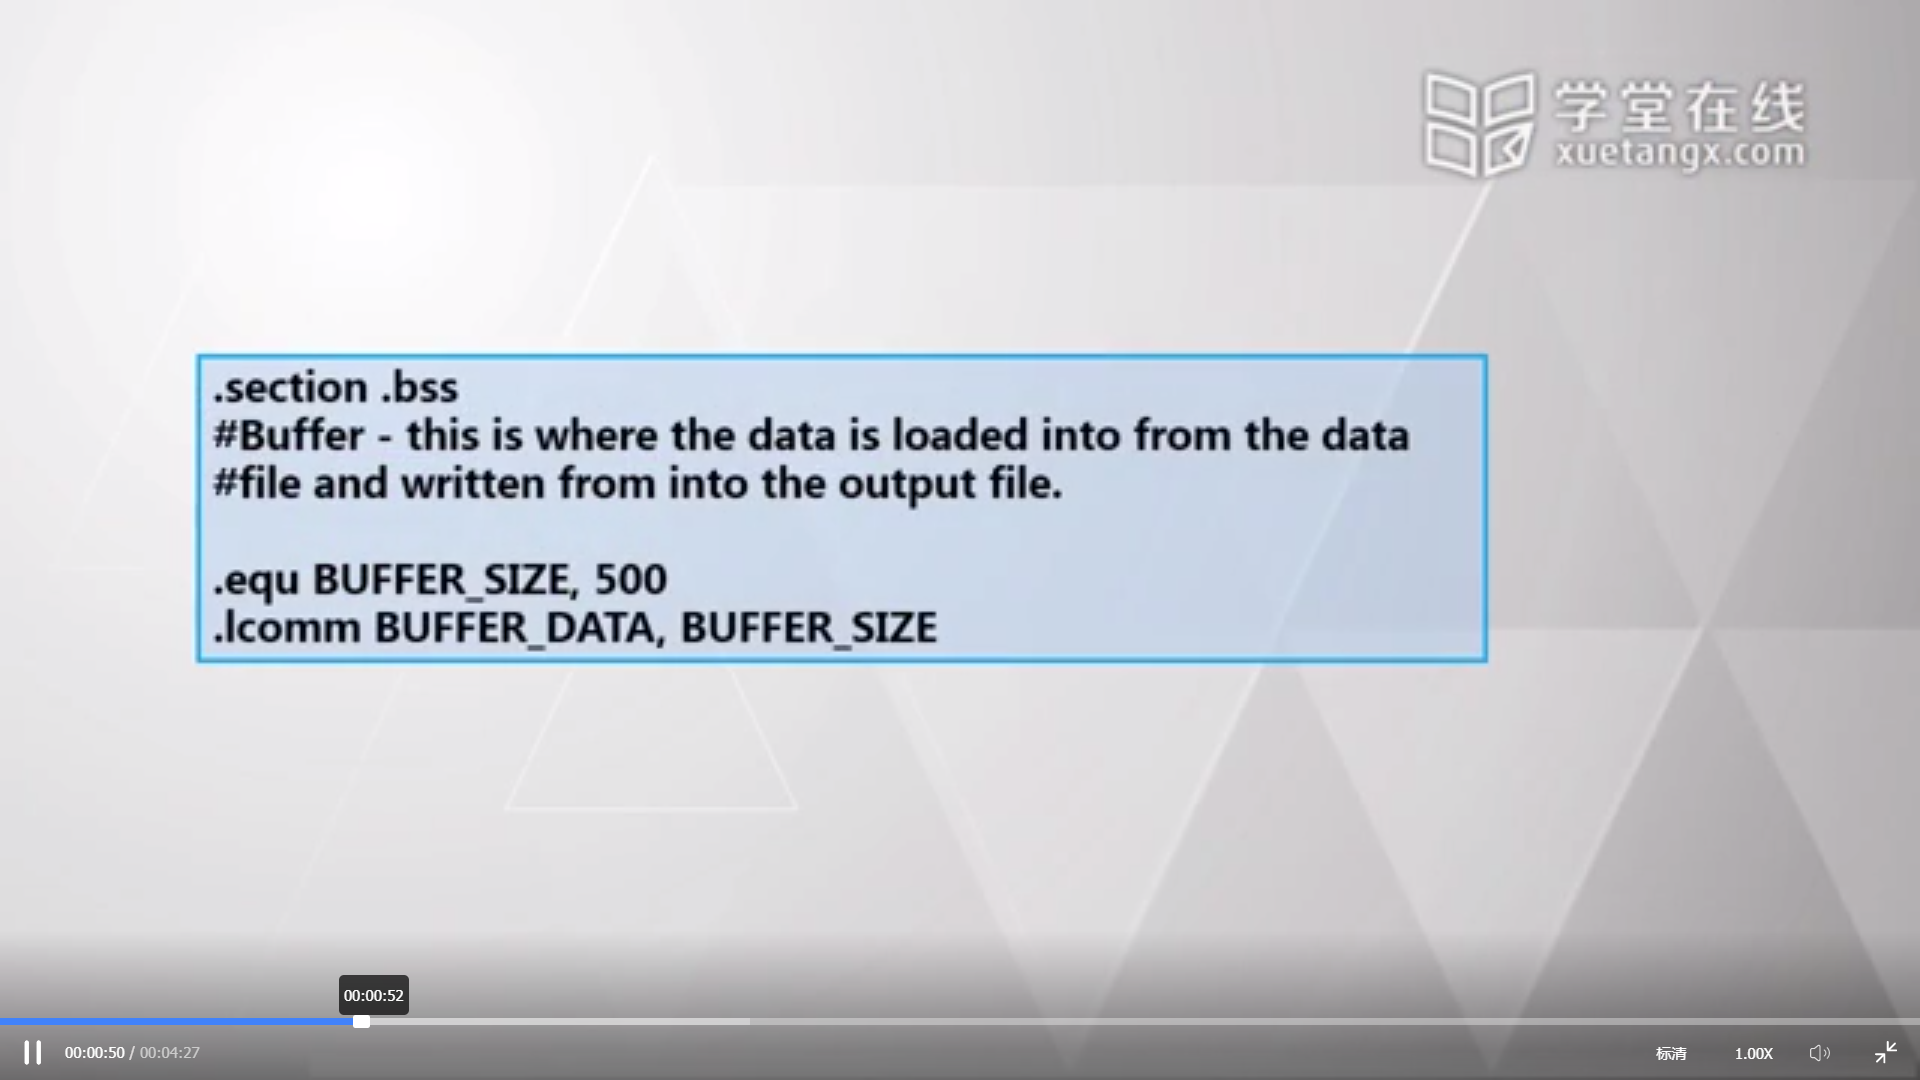 学堂在线
xuetangx.com
.section .bss
#Buffer - this is where the data is loaded into from the data
#file and written from into the output file.
.equ BUFFER_SIZE, 500
.lcomm BUFFER_DATA, BUFFER_SIZE
00:00:52
00:00:50 / 00:04:27
标清
1.00X